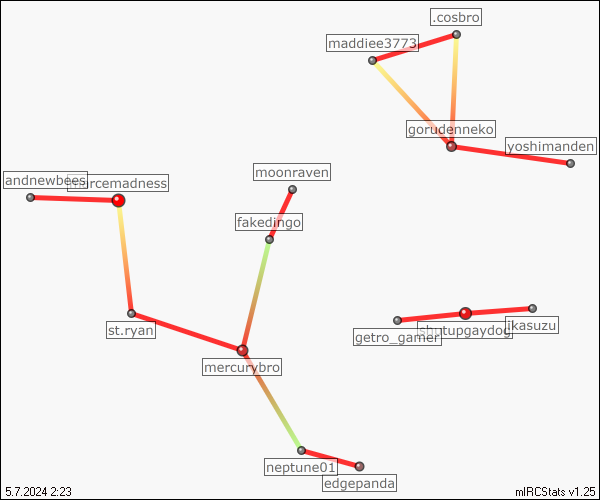 .cosbro
maddiee3773
gorudenneko
yoshimanden
moonraven
andnewbees
fakedingo
st.ryan
getro_gamer
shutupgaydog
ikasuzu
mercurybro
neptune01
edgepanda
5.7.2024 2:23
mIRCStats v1.25